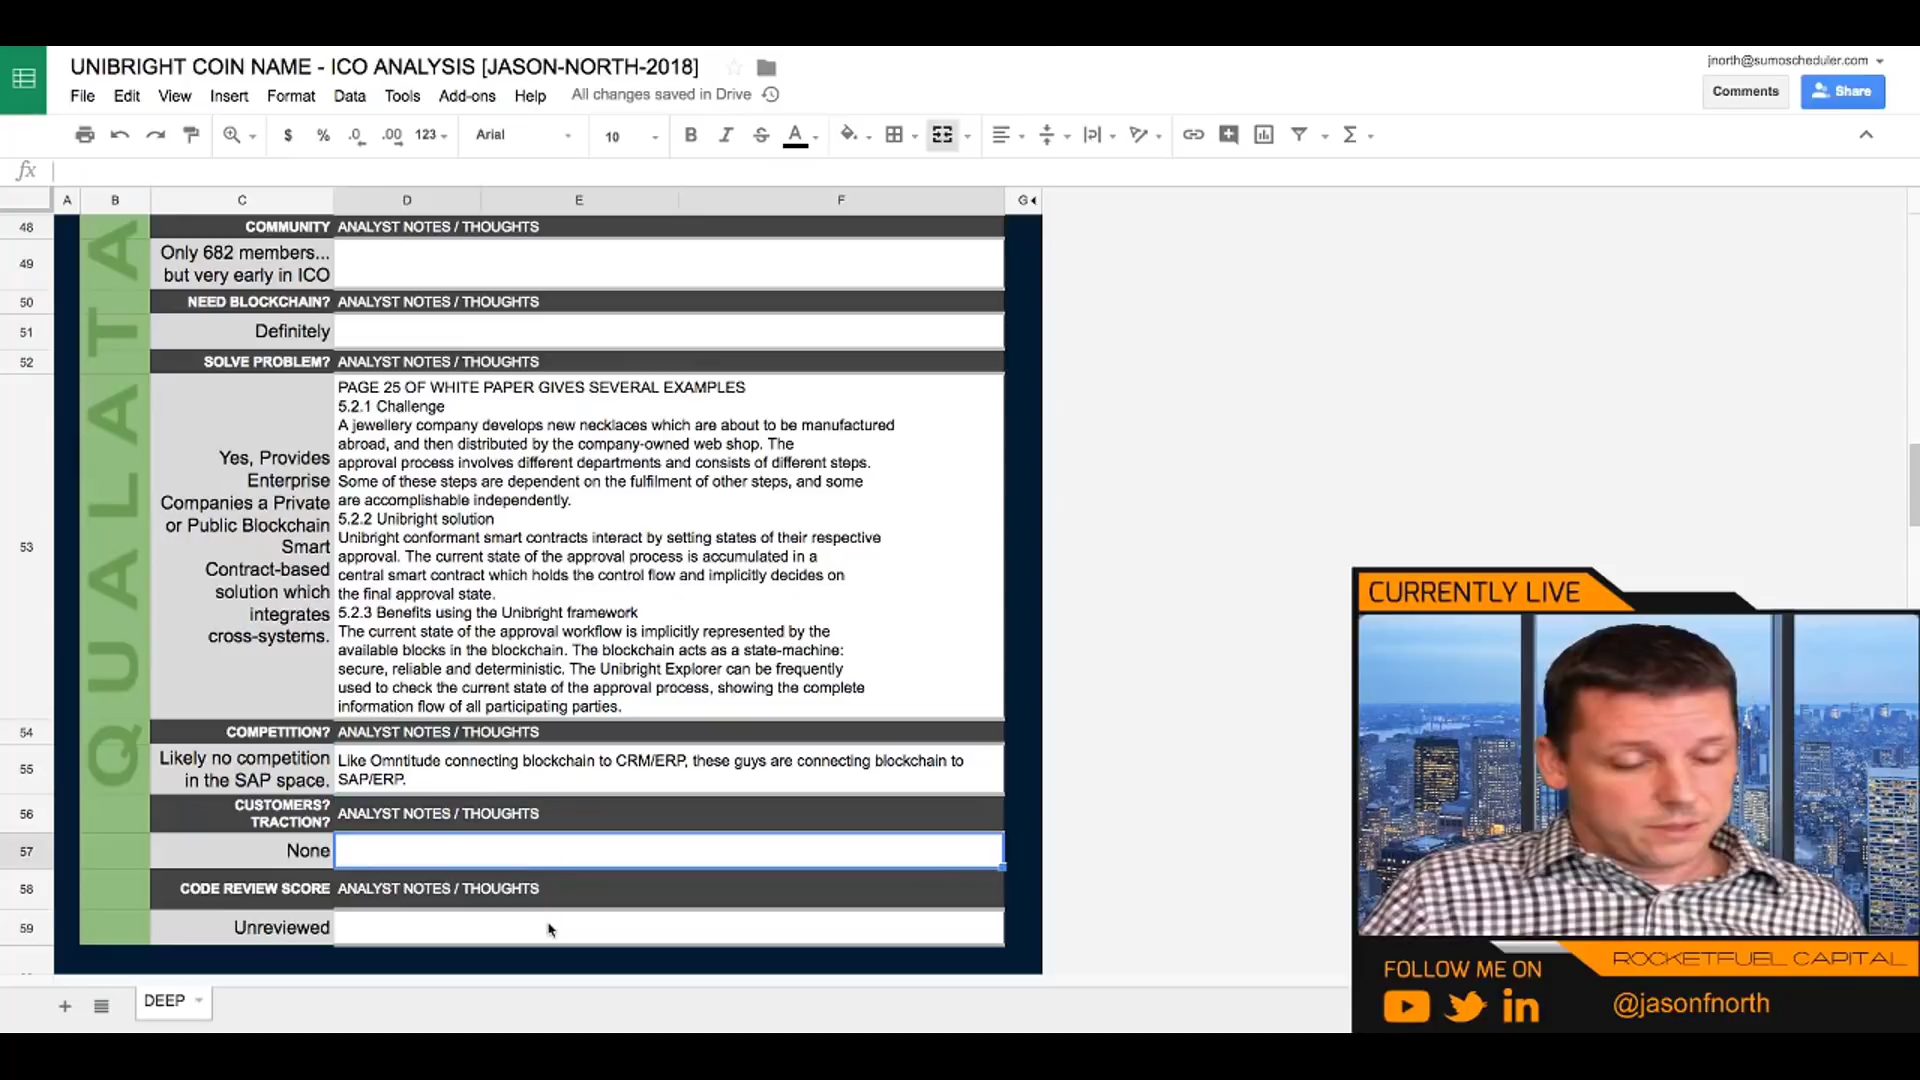 UNIBRIGHT COIN NAME - ICO ANALYSIS [JASON-NORTH-2018]
jnorth@sumoscheduler.com
File Edit View Insert Format Data Tools Add-ons Help All changes saved in Drive
Comments
Share
$ % .0 .00 123 Arial 10 B I S A
fx
A B C D E F G
QUALATA
48 COMMUNITY ANALYST NOTES / THOUGHTS
49 Only 682 members...
but very early in ICO
50 NEED BLOCKCHAIN? ANALYST NOTES / THOUGHTS
51 Definitely
52 SOLVE PROBLEM? ANALYST NOTES / THOUGHTS
53
Yes, Provides
Enterprise
Companies a Private
or Public Blockchain
Smart
Contract-based
solution which
integrates
cross-systems.
PAGE 25 OF WHITE PAPER GIVES SEVERAL EXAMPLES
5.2.1 Challenge
A jewellery company develops new necklaces which are about to be manufactured
abroad, and then distributed by the company-owned web shop. The
approval process involves different departments and consists of different steps.
Some of these steps are dependent on the fulfilment of other steps, and some
are accomplishable independently.
5.2.2 Unibright solution
Unibright conformant smart contracts interact by setting states of their respective
approval. The current state of the approval process is accumulated in a
central smart contract which holds the control flow and implicitly decides on
the final approval state.
5.2.3 Benefits using the Unibright framework
The current state of the approval workflow is implicitly represented by the
available blocks in the blockchain. The blockchain acts as a state-machine:
secure, reliable and deterministic. The Unibright Explorer can be frequently
used to check the current state of the approval process, showing the complete
information flow of all participating parties.
54 COMPETITION? ANALYST NOTES / THOUGHTS
55 Likely no competition
in the SAP space.
Like Omntitude connecting blockchain to CRM/ERP, these guys are connecting blockchain to
SAP/ERP.
56 CUSTOMERS?
TRACTION?
ANALYST NOTES / THOUGHTS
57 None
58 CODE REVIEW SCORE ANALYST NOTES / THOUGHTS
59 Unreviewed
DEEP
CURRENTLY LIVE
ROCKETFUEL CAPITAL
FOLLOW ME ON
in
@jasonfnorth